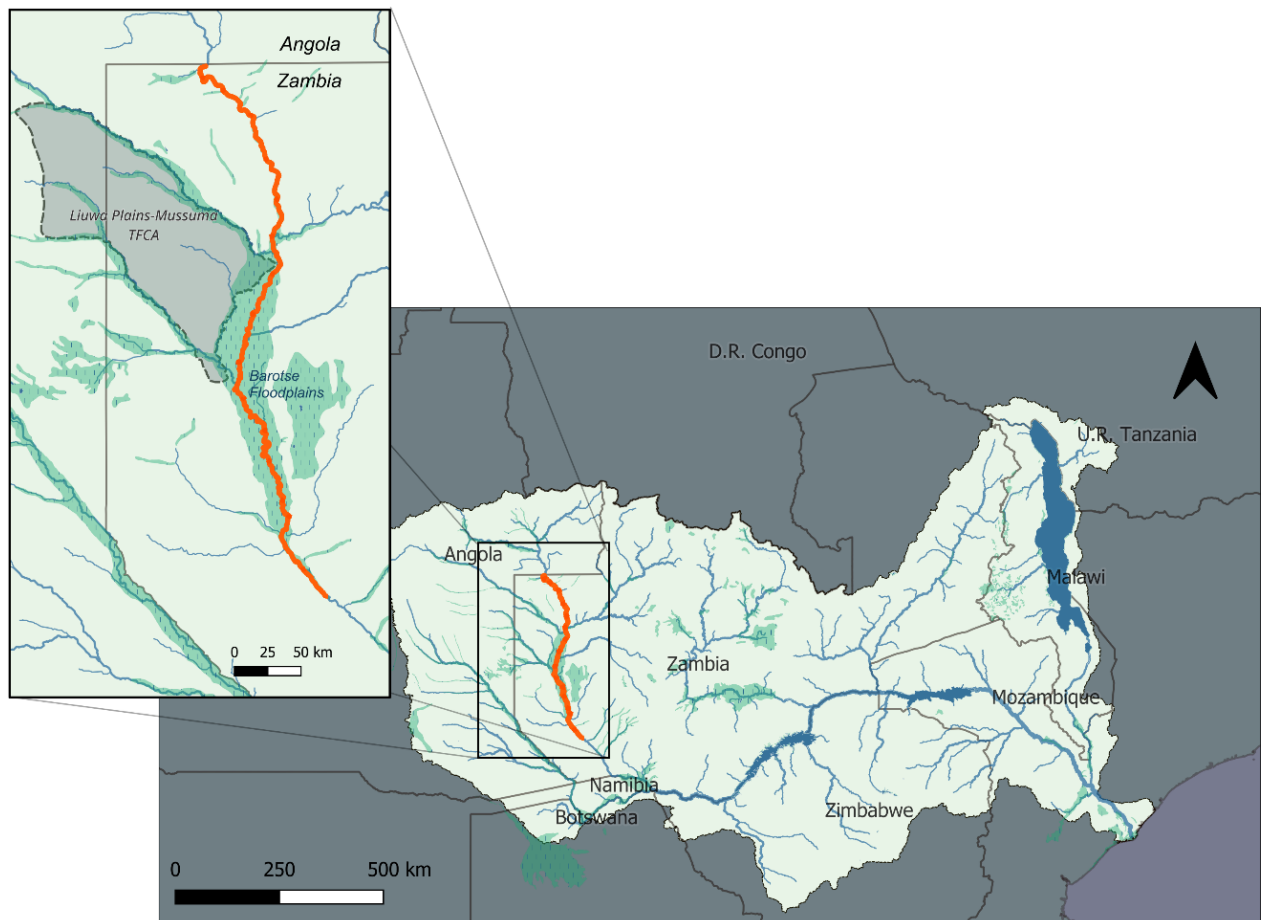 Angola
Zambia
Liuwa Plains-Mussuma
TFCA
Barotse
Floodplains
0 25 50 km
D.R. Congo
U.R. Tanzania
Angola
Malawi
Zambia
Mozambique
Namibia
Zimbabwe
Botswana
0 250 500 km